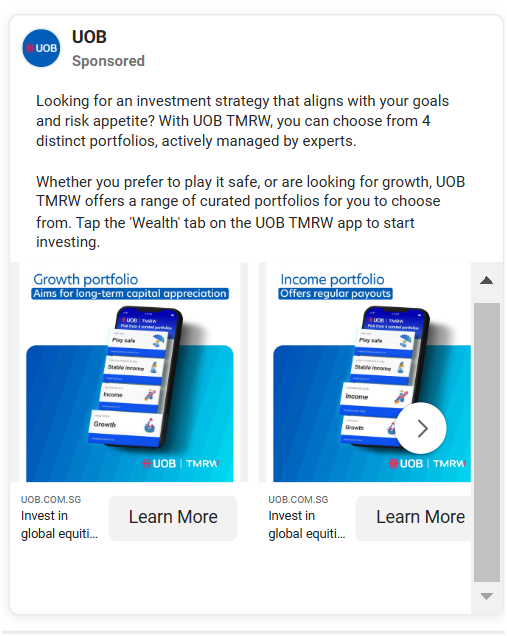 UOB
UOB
Sponsored
Looking for an investment strategy that aligns with your goals
and risk appetite? With UOB TMRW, you can choose from 4
distinct portfolios, actively managed by experts.
Whether you prefer to play it safe, or are looking for growth, UOB
TMRW offers a range of curated portfolios for you to choose
from. Tap the 'Wealth' tab on the UOB TMRW app to start
investing.
Growth portfolio
Aims for long-term capital appreciation
UOB | TMRW
Pick from 4 curated portfolios
Play safe
Stable income
Income
Growth
UOB | TMRW
UOB.COM.SG
Invest in
global equiti...
Learn More
Income portfolio
Offers regular payouts
UOB | TMRW
Pick from 4 curated portfolios
Play safe
Stable income
Income
Growth
UOB | TMRW
UOB.COM.SG
Invest in
global equiti...
Learn More